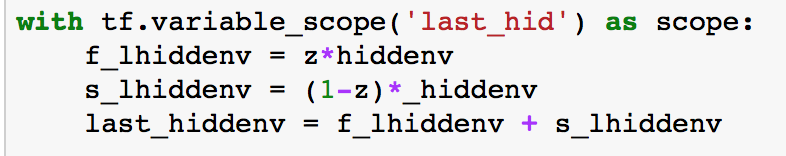 with tf.variable_scope('last_hid') as scope:
    f_lhiddenv = z*hiddenv
    s_lhiddenv = (1-z)*_hiddenv
    last_hiddenv = f_lhiddenv + s_lhiddenv